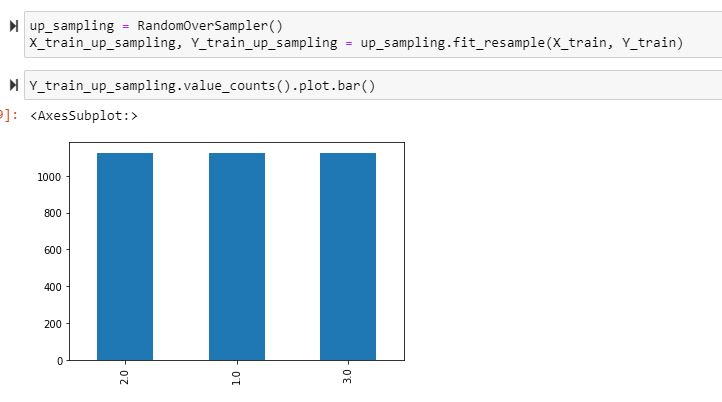 up_sampling = RandomOverSampler()
X_train_up_sampling, Y_train_up_sampling = up_sampling.fit_resample(X_train, Y_train)
Y_train_up_sampling.value_counts().plot.bar()
9]: <AxesSubplot:>
1000
800
600
400
200
0
2.0
1.0
3.0